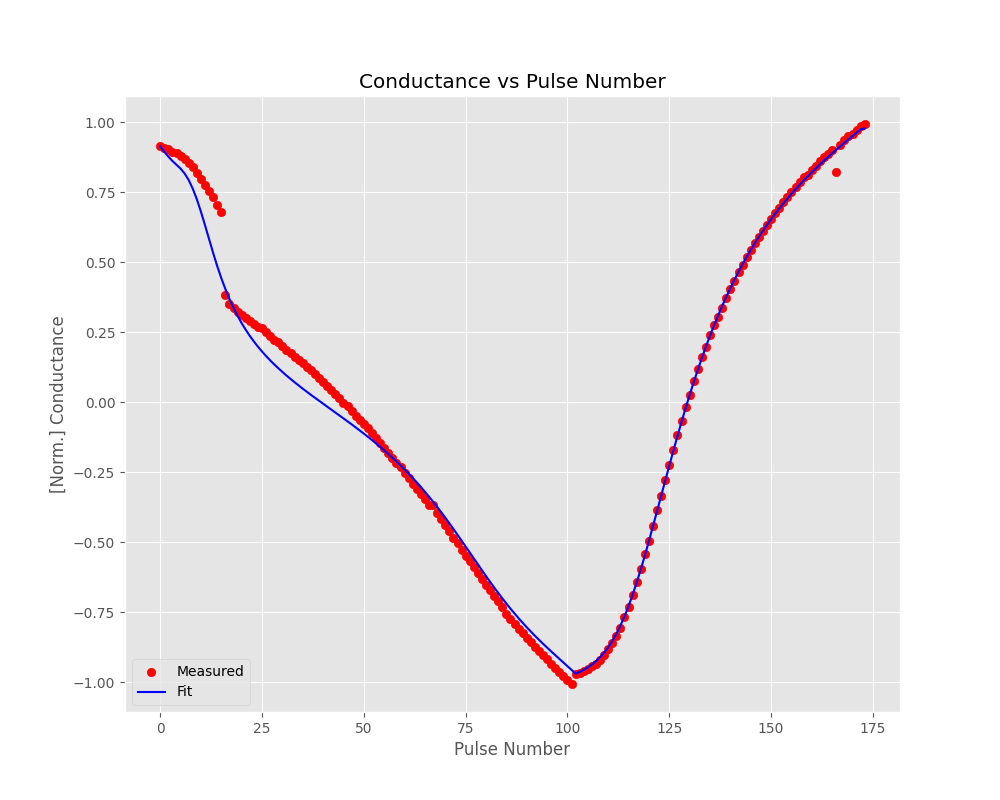 Conductance vs Pulse Number
[Norm.] Conductance
1.00
0.75
0.50
0.25
0.00
−0.25
−0.50
−0.75
−1.00
Measured
Fit
0 25 50 75 100 125 150 175
Pulse Number